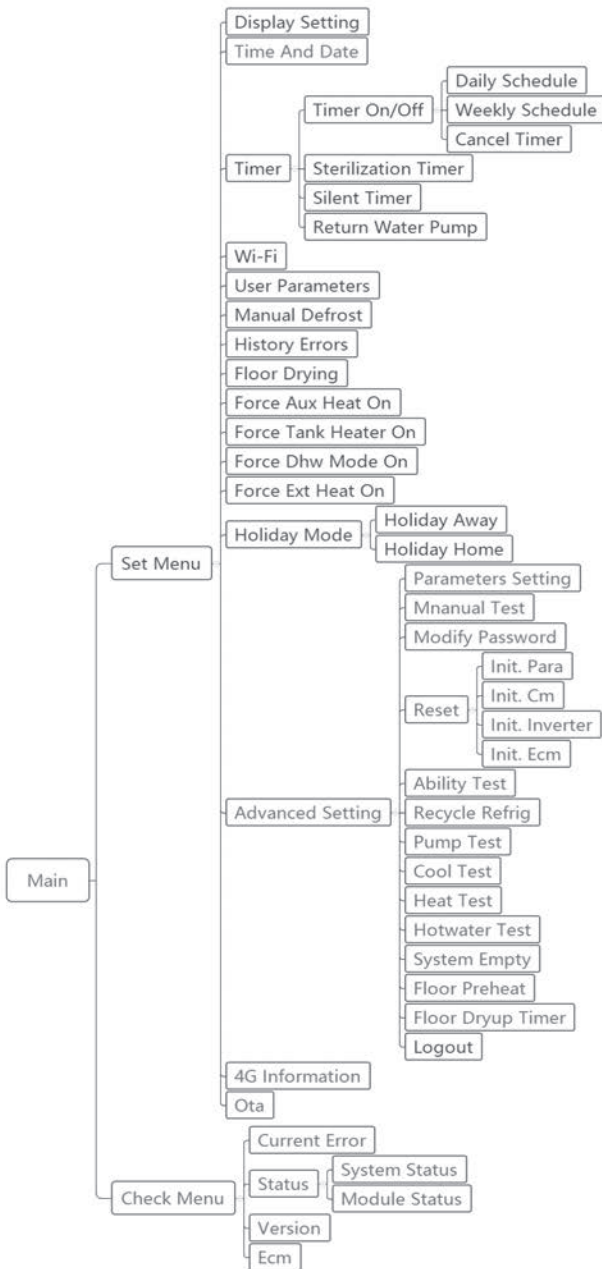 Display Setting
Time And Date
Daily Schedule
Timer On/Off
Weekly Schedule
Cancel Timer
Timer
Sterilization Timer
Silent Timer
Return Water Pump
Wi-Fi
User Parameters
Manual Defrost
History Errors
Floor Drying
Force Aux Heat On
Force Tank Heater On
Force Dhw Mode On
Force Ext Heat On
Holiday Away
Holiday Mode
Holiday Home
Set Menu
Parameters Setting
Mnanual Test
Modify Password
Init. Para
Init. Cm
Reset
Init. Inverter
Init. Ecm
Ability Test
Advanced Setting
Recycle Refrig
Pump Test
Main
Cool Test
Heat Test
Hotwater Test
System Empty
Floor Preheat
Floor Dryup Timer
Logout
4G Information
Ota
Current Error
System Status
Status
Module Status
Check Menu
Version
Ecm